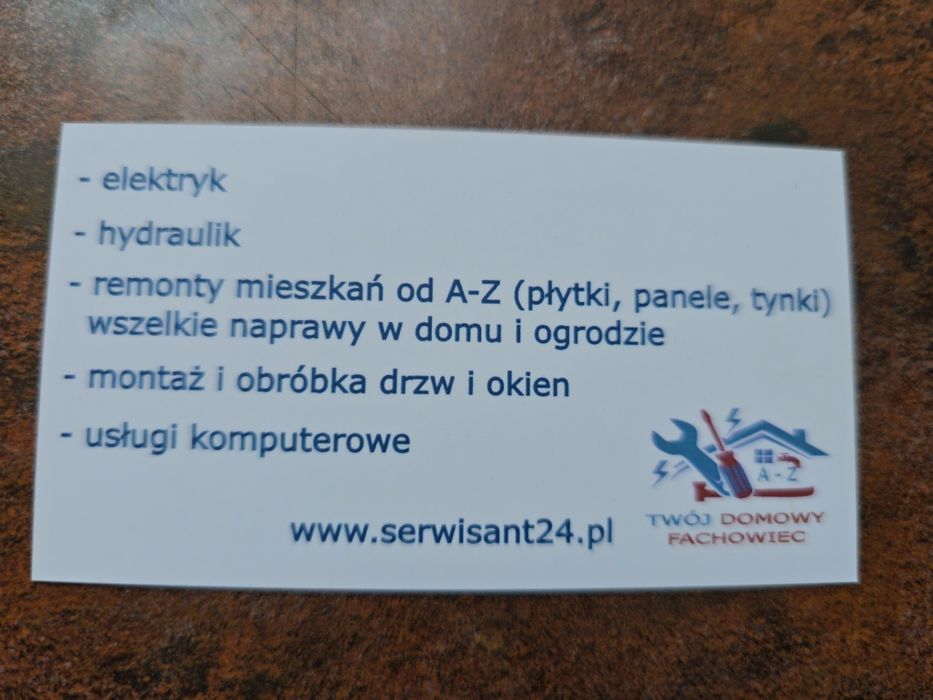 - elektryk
- hydraulik
- remonty mieszkań od A-Z (płytki, panele, tynki)
wszelkie naprawy w domu i ogrodzie
- montaż i obróbka drzw i okien
- usługi komputerowe
www.serwisant24.pl
A-Z
TWÓJ DOMOWY
FACHOWIEC